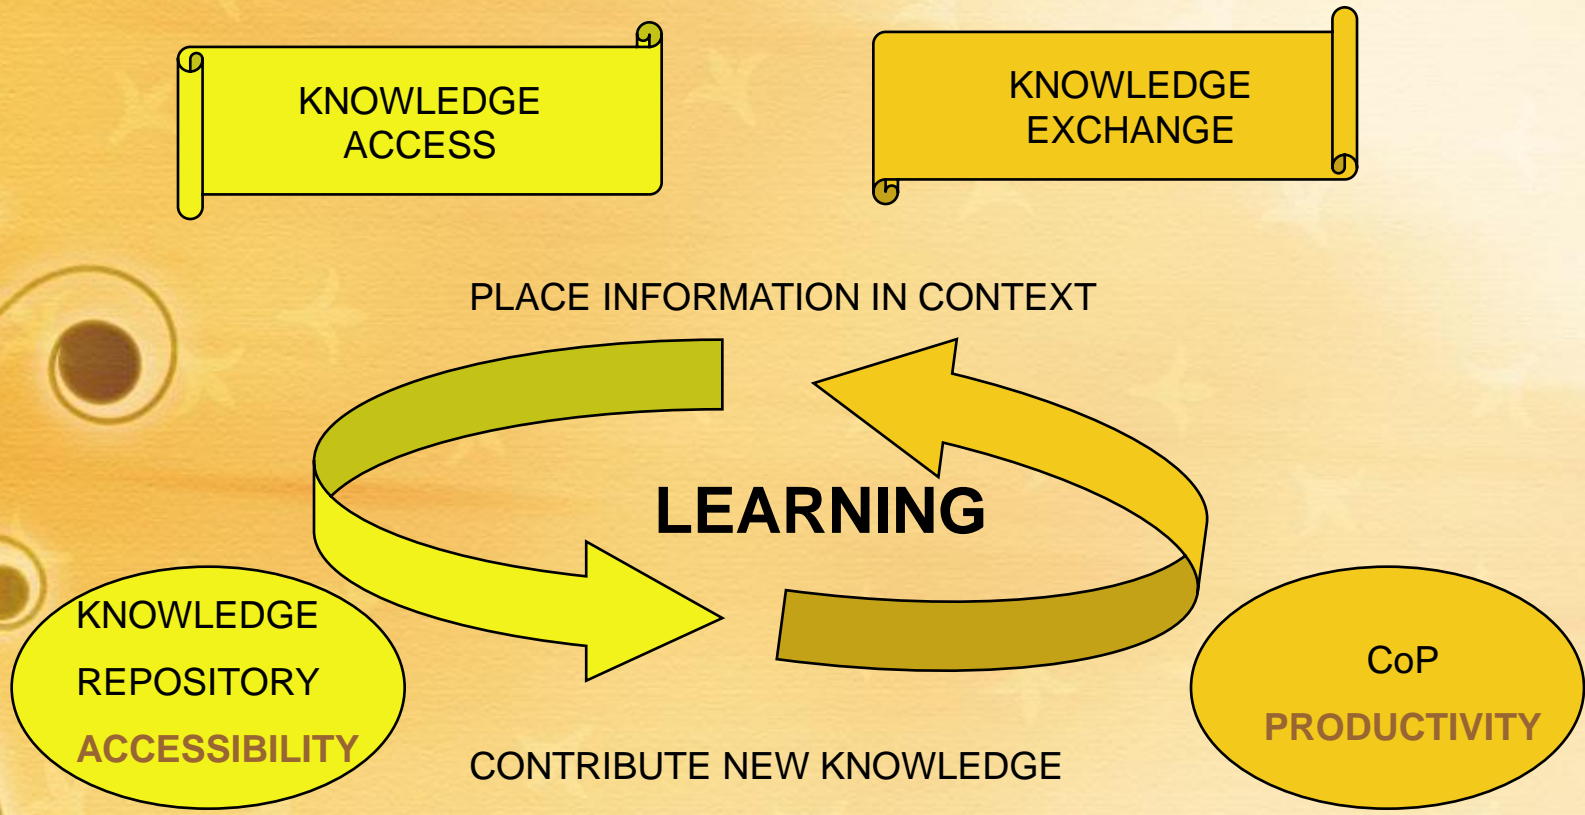 KNOWLEDGE
ACCESS
KNOWLEDGE
EXCHANGE
PLACE INFORMATION IN CONTEXT
LEARNING
KNOWLEDGE
REPOSITORY
ACCESSIBILITY
CoP
PRODUCTIVITY
CONTRIBUTE NEW KNOWLEDGE